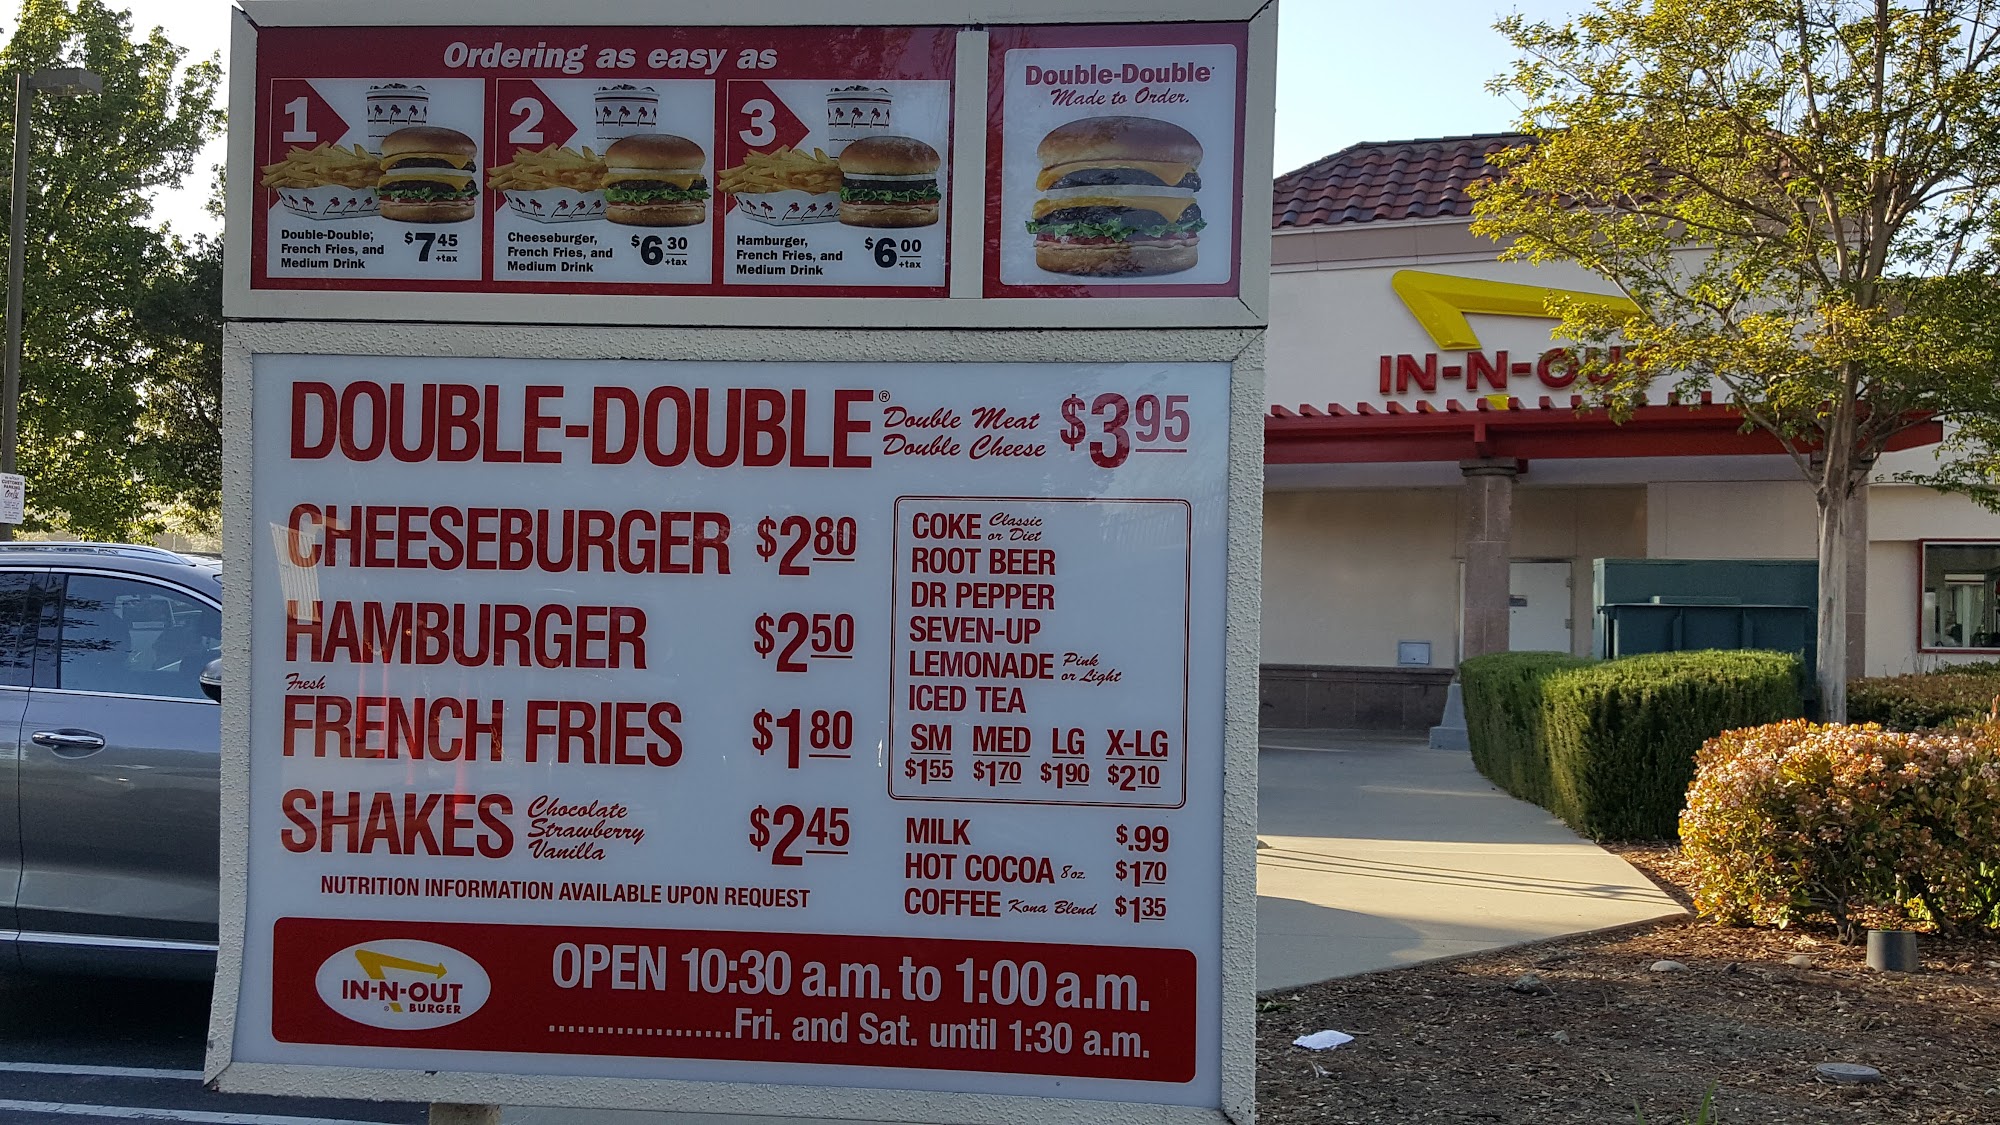 Ordering as easy as
1
Double-Double,
French Fries, and
Medium Drink
$7 45
+tax
2
Cheeseburger,
French Fries, and
Medium Drink
$6 30
+tax
3
Hamburger,
French Fries, and
Medium Drink
$6 00
+tax
Double-Double®
Made to Order.
DOUBLE-DOUBLE® Double Meat Double Cheese $3 95
CHEESEBURGER $2 80
HAMBURGER $2 50
Fresh
FRENCH FRIES $1 80
SHAKES Chocolate Strawberry Vanilla $2 45
NUTRITION INFORMATION AVAILABLE UPON REQUEST
COKE Classic or Diet
ROOT BEER
DR PEPPER
SEVEN-UP
LEMONADE Pink or Light
ICED TEA
SM MED LG X-LG
$1 55 $1 70 $1 90 $2 10
MILK $.99
HOT COCOA 8 oz. $1 70
COFFEE Kona Blend $1 35
IN-N-OUT
BURGER
®
OPEN 10:30 a.m. to 1:00 a.m.
...................Fri. and Sat. until 1:30 a.m.
IN-N-OUT
CUSTOMER
PARKING
Only